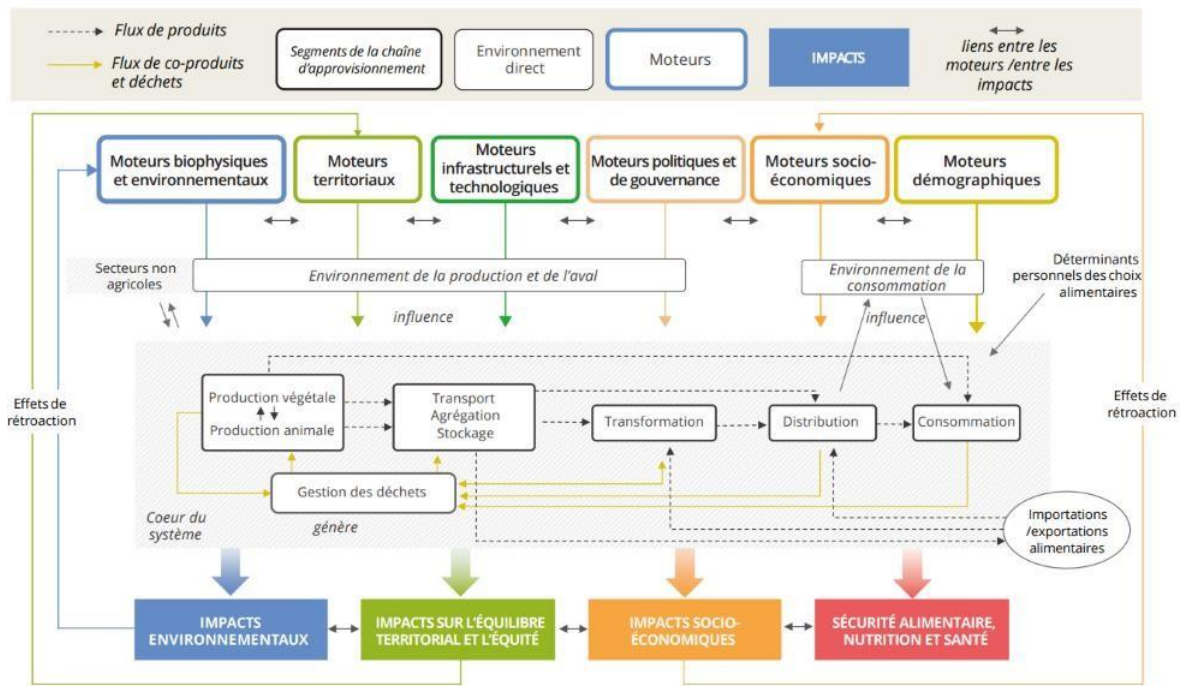 Flux de produits
Flux de co-produits
et déchets
Segments de la chaîne
d'approvisionnement
Environnement
direct
Moteurs
IMPACTS
liens entre les
moteurs /entre les
impacts
Moteurs biophysiques
et environnementaux
Moteurs
territoriaux
Moteurs
infrastructurels et
technologiques
Moteurs politiques et
de gouvernance
Moteurs socio-
économiques
Moteurs
démographiques
Secteurs non
agricoles
Environnement de la production et de l'aval
Environnement de la
consommation
Déterminants
personnels des choix
alimentaires
influence
influence
Effets de
rétroaction
Production végétale
Production animale
Transport
Agrégation
Stockage
Transformation
Distribution
Consommation
Effets de
rétroaction
Gestion des déchets
Coeur du
système
génère
Importations
/exportations
alimentaires
IMPACTS
ENVIRONNEMENTAUX
IMPACTS SUR L'ÉQUILIBRE
TERRITORIAL ET L'ÉQUITÉ
IMPACTS SOCIO-
ÉCONOMIQUES
SÉCURITÉ ALIMENTAIRE,
NUTRITION ET SANTÉ